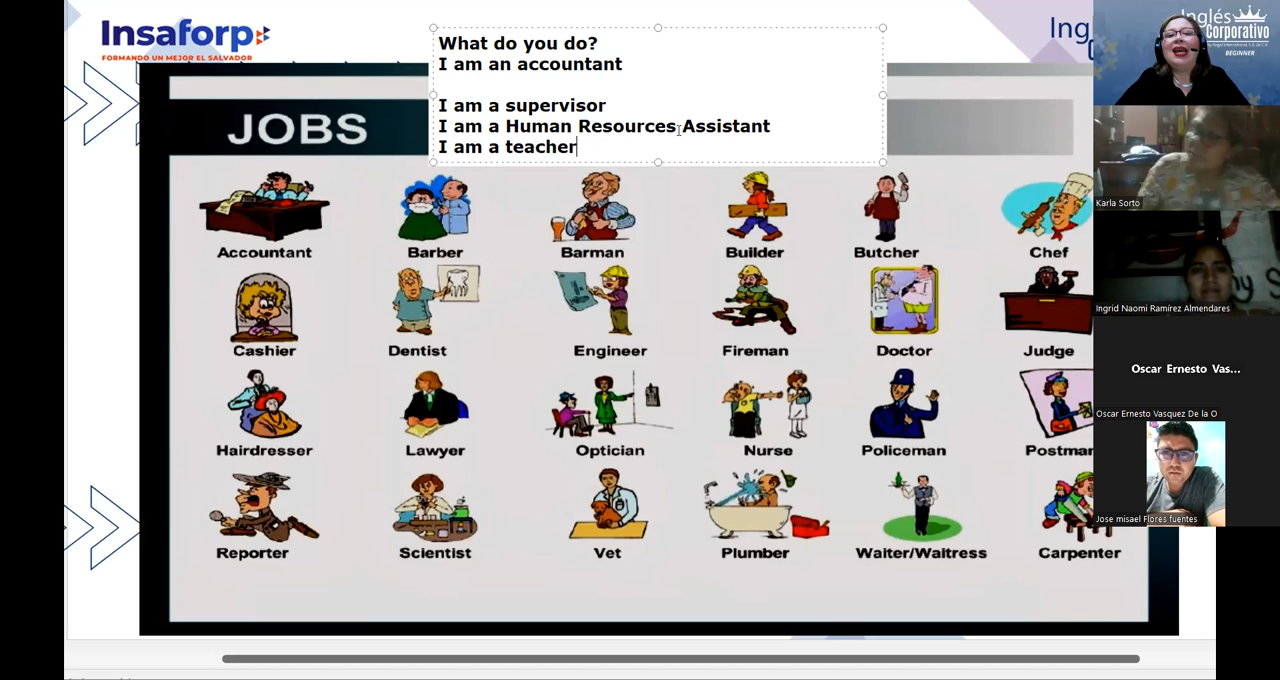 Insaforp
FORMANDO UN MEJOR EL SALVADOR
What do you do?
I am an accountant
I am a supervisor
I am a Human Resources Assistant
I am a teacher
Ing
Inglés
Corporativo
BEGINNER
JOBS
Accountant
Barber
Barman
Builder
Butcher
Chef
Cashier
Dentist
Engineer
Fireman
Doctor
Judge
Hairdresser
Lawyer
Optician
Nurse
Policeman
Postmar
Reporter
Scientist
Vet
Plumber
Waiter/Waitress
Carpenter
Karla Sorto
Ingrid Naomi Ramírez Almendares
Oscar Ernesto Vas...
Oscar Ernesto Vasquez De la O
Jose misael Flores fuentes